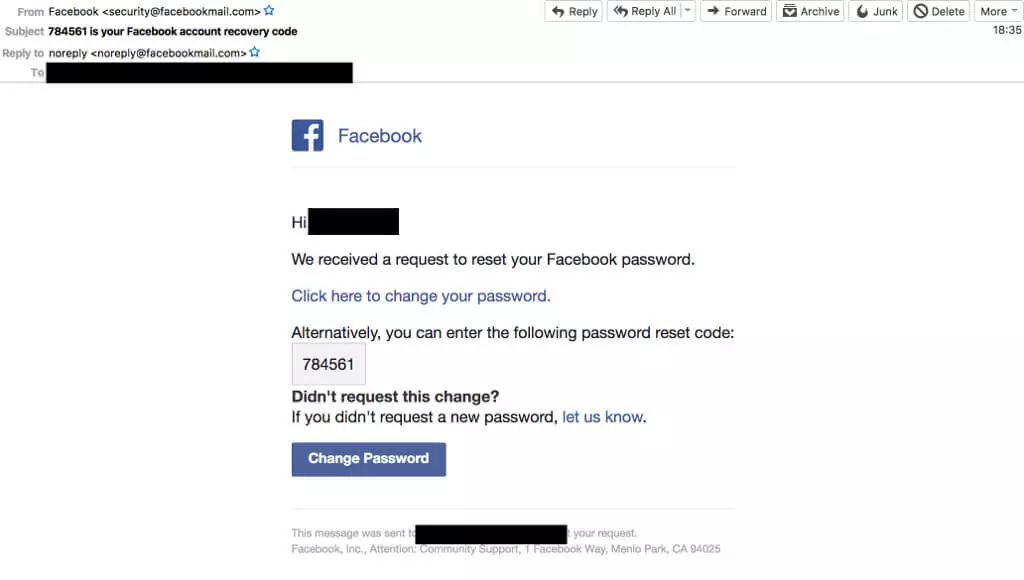 From Facebook <security@facebookmail.com>
Reply Reply All Forward Archive Junk Delete More
Subject 784561 is your Facebook account recovery code
18:35
Reply to noreply <noreply@facebookmail.com>
To
Facebook
Hi
We received a request to reset your Facebook password.
Click here to change your password.
Alternatively, you can enter the following password reset code:
784561
Didn't request this change?
If you didn't request a new password, let us know.
Change Password
This message was sent to t your request.
Facebook, Inc., Attention: Community Support, 1 Facebook Way, Menlo Park, CA 94025